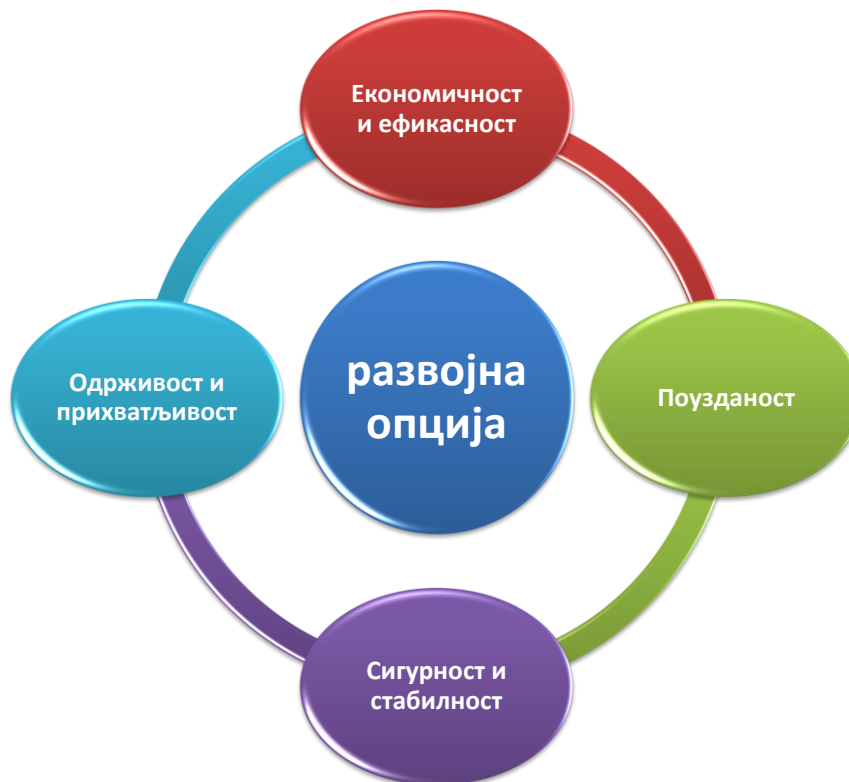 Економичност
и ефикасност
Одрживост и
прихватљивост
развојна
опција
Поузданост
Сигурност и
стабилност